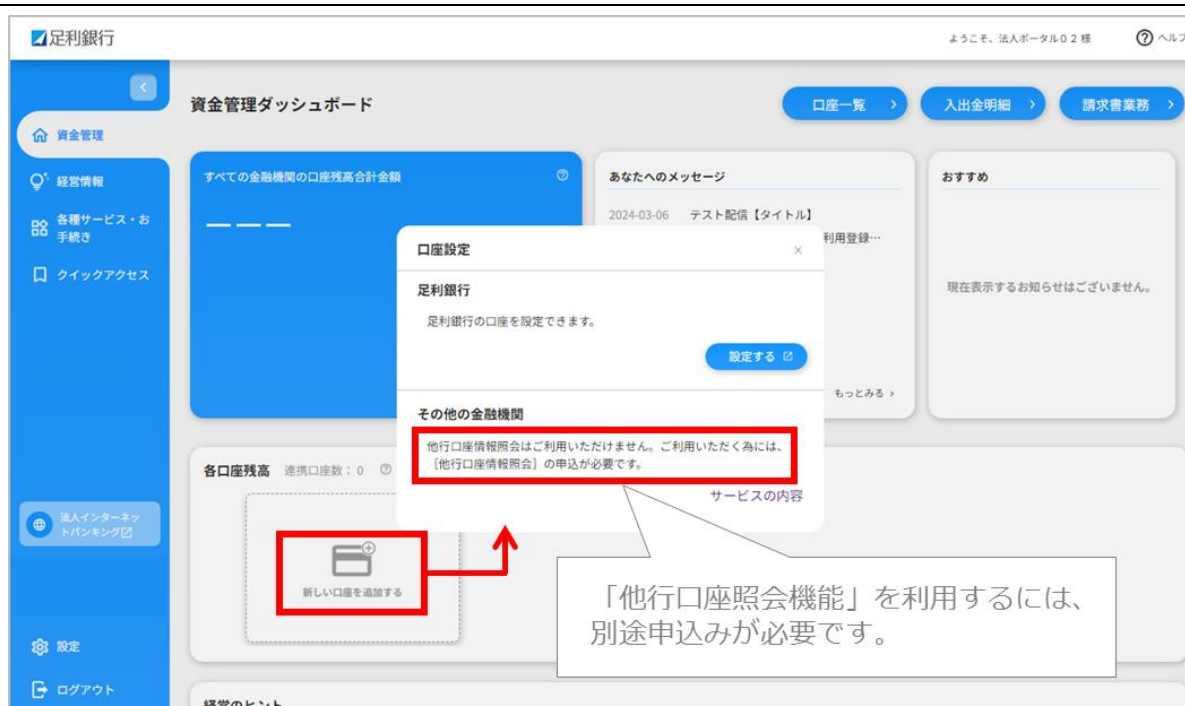 足利銀行
ようこそ、法人ポータル02様
ヘルプ
資金管理ダッシュボード
口座一覧
入出金明細
請求書業務
資金管理
経営情報
各種サービス・お
手続き
クイックアクセス
法人インターネッ
トバンキング
設定
ログアウト
すべての金融機関の口座残高合計金額
あなたへのメッセージ
2024-03-06 テスト配信【タイトル】
利用登録…
もっとみる
おすすめ
現在表示するお知らせはございません。
口座設定
足利銀行
足利銀行の口座を設定できます。
設定する
その他の金融機関
他行口座情報照会はご利用いただけません。ご利用いただく為には、
［他行口座情報照会］の申込が必要です。
サービスの内容
各口座残高 連携口座数：0
新しい口座を追加する
「他行口座照会機能」を利用するには、
別途申込みが必要です。
経営のヒント